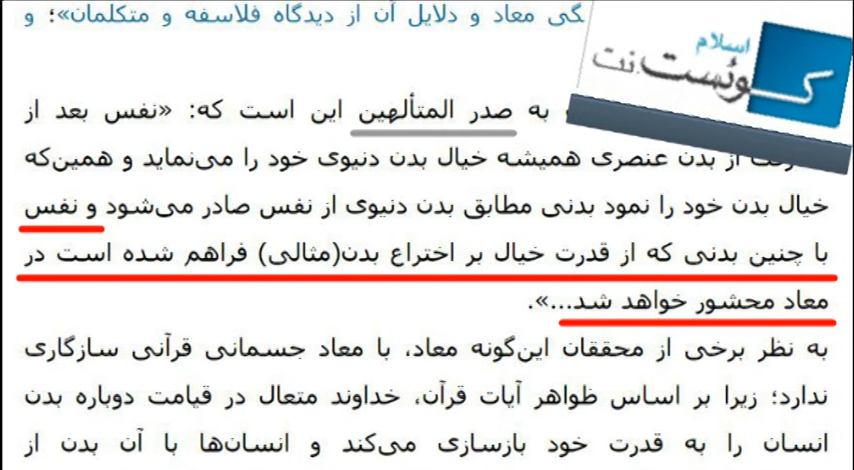 گی معاد و دلایل آن از دیدگاه فلاسفه و متکلمان»؛ و
اسلام
کوئست نت
به صدر المتألهین این است که: «نفس بعد از
از بدن عنصری همیشه خیال بدن دنیوی خود را می‌نماید و همین‌که
خیال بدن خود را نمود بدنی مطابق بدن دنیوی از نفس صادر می‌شود و نفس
با چنین بدنی که از قدرت خیال بر اختراع بدن(مثالی) فراهم شده است در
معاد محشور خواهد شد...».
به نظر برخی از محققان این‌گونه معاد، با معاد جسمانی قرآنی سازگاری
ندارد؛ زیرا بر اساس ظواهر آیات قرآن، خداوند متعال در قیامت دوباره بدن
انسان را به قدرت خود بازسازی می‌کند و انسان‌ها با آن بدن از